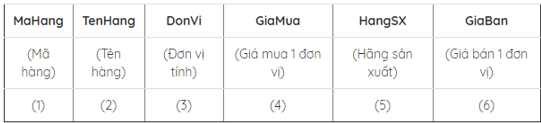 MaHang TenHang DonVi GiaMua HangSX GiaBan
(Mã (Tên (Đơn vị (Giá mua 1 đơn (Hãng sản (Giá bán 1 đơn
hàng) hàng) tính) vị) xuất) vị)
(1) (2) (3) (4) (5) (6)